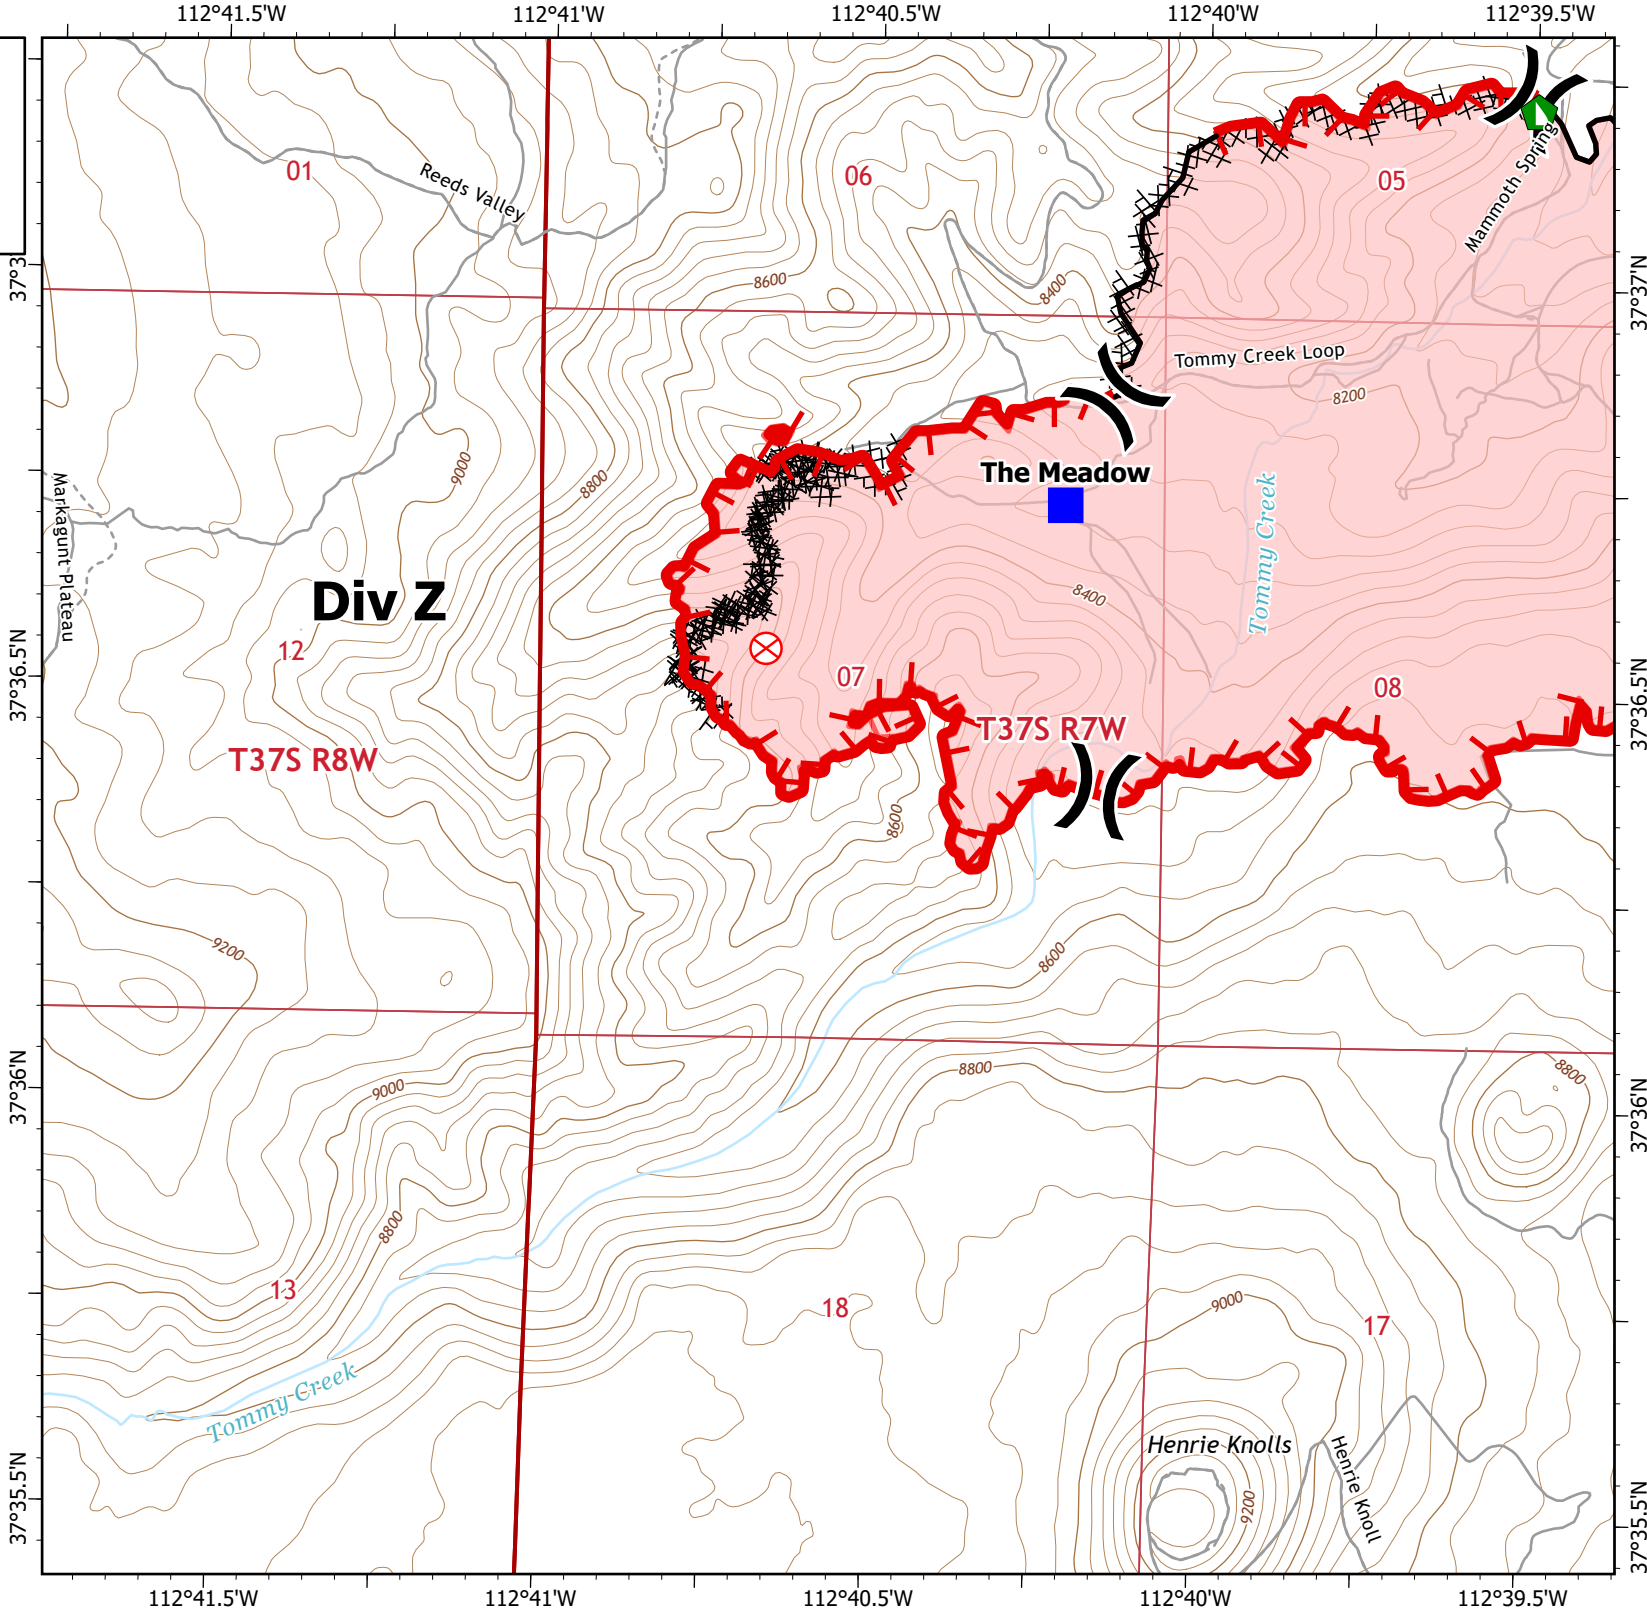 112°41.5'W
112°41'W
112°40.5'W
112°40'W
112°39.5'W
01
Reeds Valley
06
05
Mammoth Spring
37°3
8600
8400
37°37'N
Tommy Creek Loop
8200
9000
8800
The Meadow
Markagunt Plateau
Div Z
Tommy Creek
8400
12
37°36.5'N
07
08
37°36.5'N
T37S R8W
T37S R7W
8600
9200
8600
37°36'N
9000
8800
8800
37°36'N
8800
13
18
9000
17
Tommy Creek
Henrie Knolls
Henrie Knoll
9200
37°35.5'N
37°35.5'N
112°41.5'W
112°41'W
112°40.5'W
112°40'W
112°39.5'W